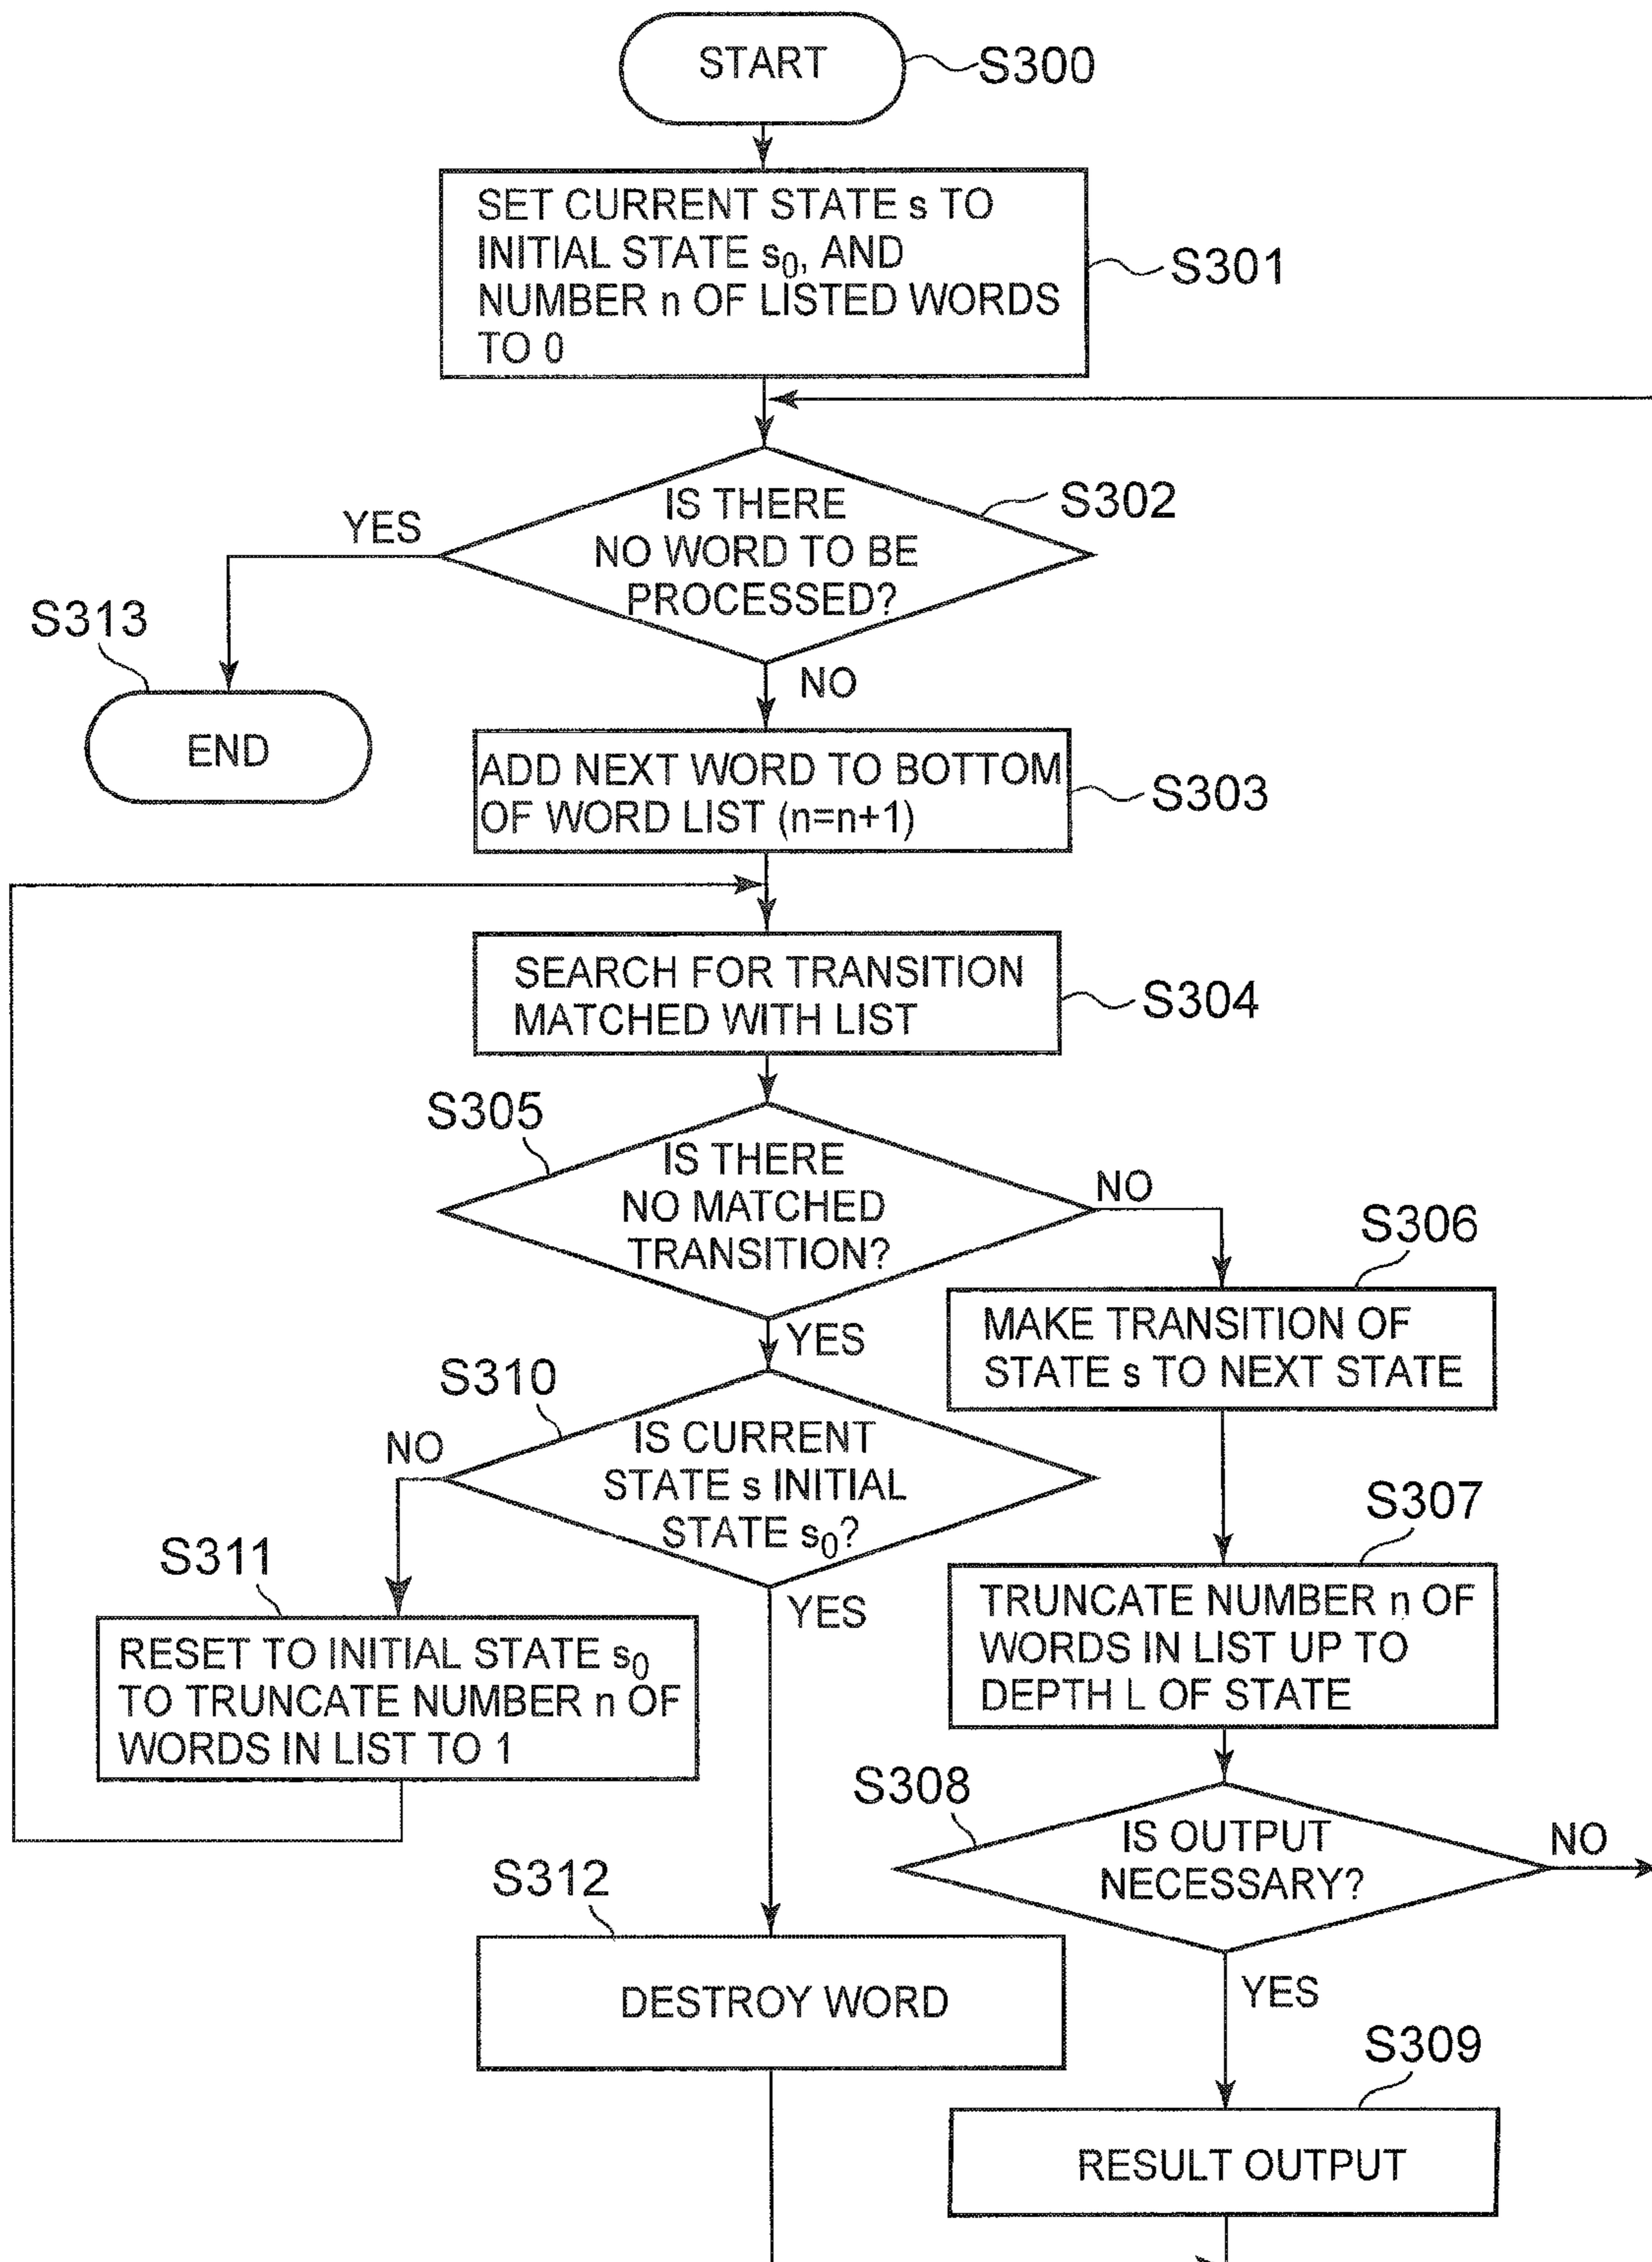 START
S300
SET CURRENT STATE s TO
INITIAL STATE s0, AND
NUMBER n OF LISTED WORDS
TO 0
S301
IS THERE
NO WORD TO BE
PROCESSED?
S302
YES
NO
S313
END
ADD NEXT WORD TO BOTTOM
OF WORD LIST (n=n+1)
S303
SEARCH FOR TRANSITION
MATCHED WITH LIST
S304
S305
IS THERE
NO MATCHED
TRANSITION?
NO
YES
S306
MAKE TRANSITION OF
STATE s TO NEXT STATE
S310
IS CURRENT
STATE s INITIAL
STATE s0?
NO
YES
S307
TRUNCATE NUMBER n OF
WORDS IN LIST UP TO
DEPTH L OF STATE
S311
RESET TO INITIAL STATE s0
TO TRUNCATE NUMBER n OF
WORDS IN LIST TO 1
S308
IS OUTPUT
NECESSARY?
NO
YES
S312
DESTROY WORD
S309
RESULT OUTPUT